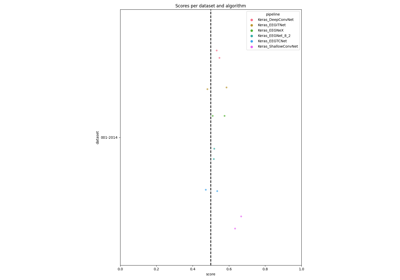 Scores per dataset and algorithm
pipeline
Keras_DeepConvNet
Keras_EEGITNet
Keras_EEGNeX
Keras_EEGNet_8_2
Keras_EEGTCNet
Keras_ShallowConvNet
dataset
001-2014
0.0 0.2 0.4 0.6 0.8 1.0
score